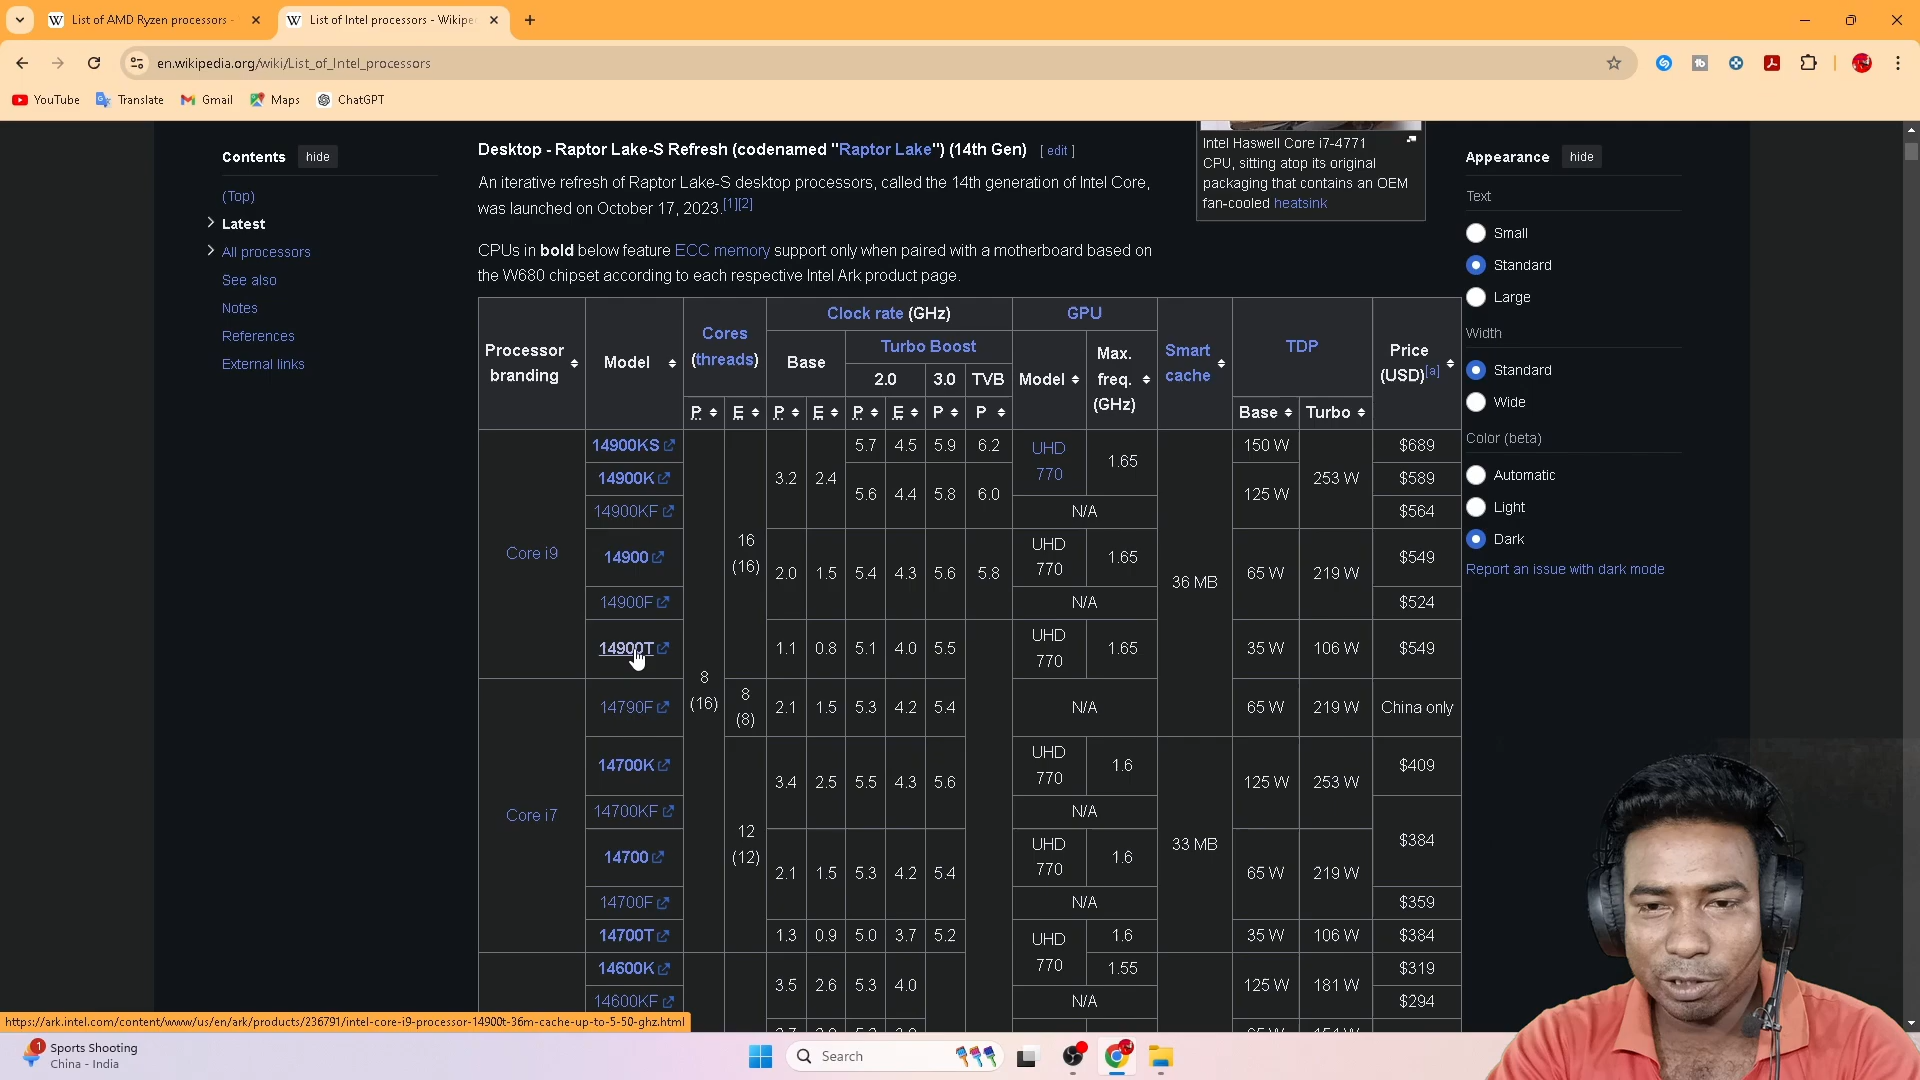 List of AMD Ryzen processors -
List of Intel processors - Wikipe
en.wikipedia.org/wiki/List_of_Intel_processors
YouTube
Translate
Gmail
Maps
ChatGPT
Contents hide
(Top)
Latest
All processors
See also
Notes
References
External links
Desktop - Raptor Lake-S Refresh (codenamed "Raptor Lake") (14th Gen) [ edit ]
An iterative refresh of Raptor Lake-S desktop processors, called the 14th generation of Intel Core,
was launched on October 17, 2023.[1][2]
CPUs in bold below feature ECC memory support only when paired with a motherboard based on
the W680 chipset according to each respective Intel Ark product page.
Intel Haswell Core i7-4771
CPU, sitting atop its original
packaging that contains an OEM
fan-cooled heatsink
Processor branding Model Cores (threads) Clock rate (GHz) GPU Smart cache TDP Price (USD)[a]
Base Turbo Boost Model Max. freq. (GHz)
2.0 3.0 TVB
P E P E P E P P Base Turbo
Core i9 14900KS 8 (16) 16 (16) 3.2 2.4 5.7 4.5 5.9 6.2 UHD 770 1.65 36 MB 150 W 253 W $689
14900K 5.6 4.4 5.8 6.0 125 W $589
14900KF N/A $564
14900 2.0 1.5 5.4 4.3 5.6 5.8 UHD 770 1.65 65 W 219 W $549
14900F N/A $524
14900T 1.1 0.8 5.1 4.0 5.5 UHD 770 1.65 35 W 106 W $549
Core i7 14790F 8 (8) 2.1 1.5 5.3 4.2 5.4 N/A 65 W 219 W China only
14700K 12 (12) 3.4 2.5 5.5 4.3 5.6 UHD 770 1.6 33 MB 125 W 253 W $409
14700KF N/A $384
14700 2.1 1.5 5.3 4.2 5.4 UHD 770 1.6 65 W 219 W
14700F N/A $359
14700T 1.3 0.9 5.0 3.7 5.2 UHD 770 1.6 35 W 106 W $384
14600K 3.5 2.6 5.3 4.0 1.55 125 W 181 W $319
14600KF N/A $294
Appearance hide
Text
Small
Standard
Large
Width
Standard
Wide
Color (beta)
Automatic
Light
Dark
Report an issue with dark mode
https://ark.intel.com/content/www/us/en/ark/products/236791/intel-core-i9-processor-14900t-36m-cache-up-to-5-50-ghz.html
1
Sports Shooting
China - India
Search